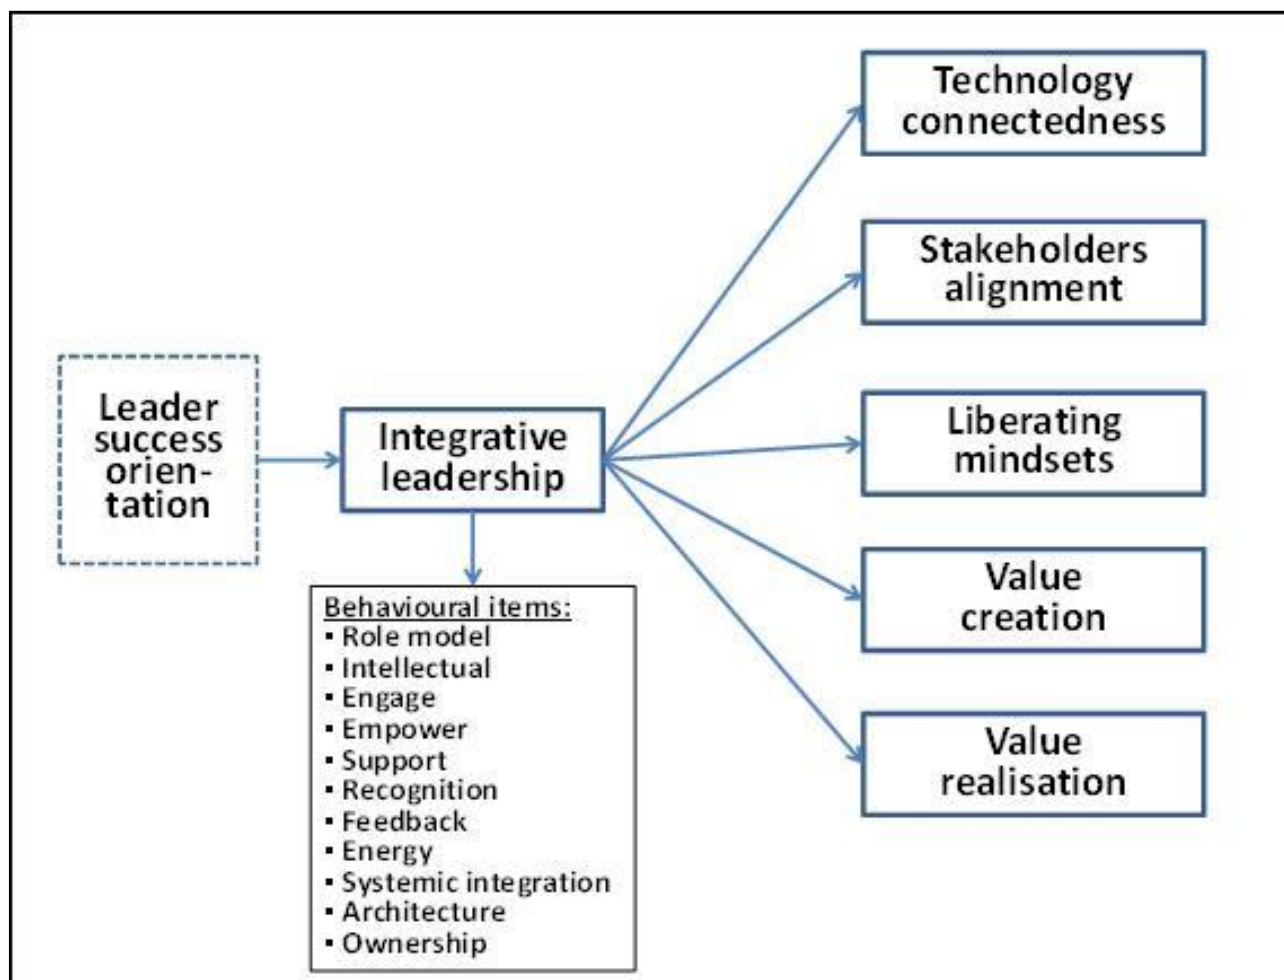 Technology
connectedness
Stakeholders
alignment
Leader
success
orien-
tation
Integrative
leadership
Liberating
mindsets
Value
creation
Behavioural items:
▪ Role model
▪ Intellectual
▪ Engage
▪ Empower
▪ Support
▪ Recognition
▪ Feedback
▪ Energy
▪ Systemic integration
▪ Architecture
▪ Ownership
Value
realisation